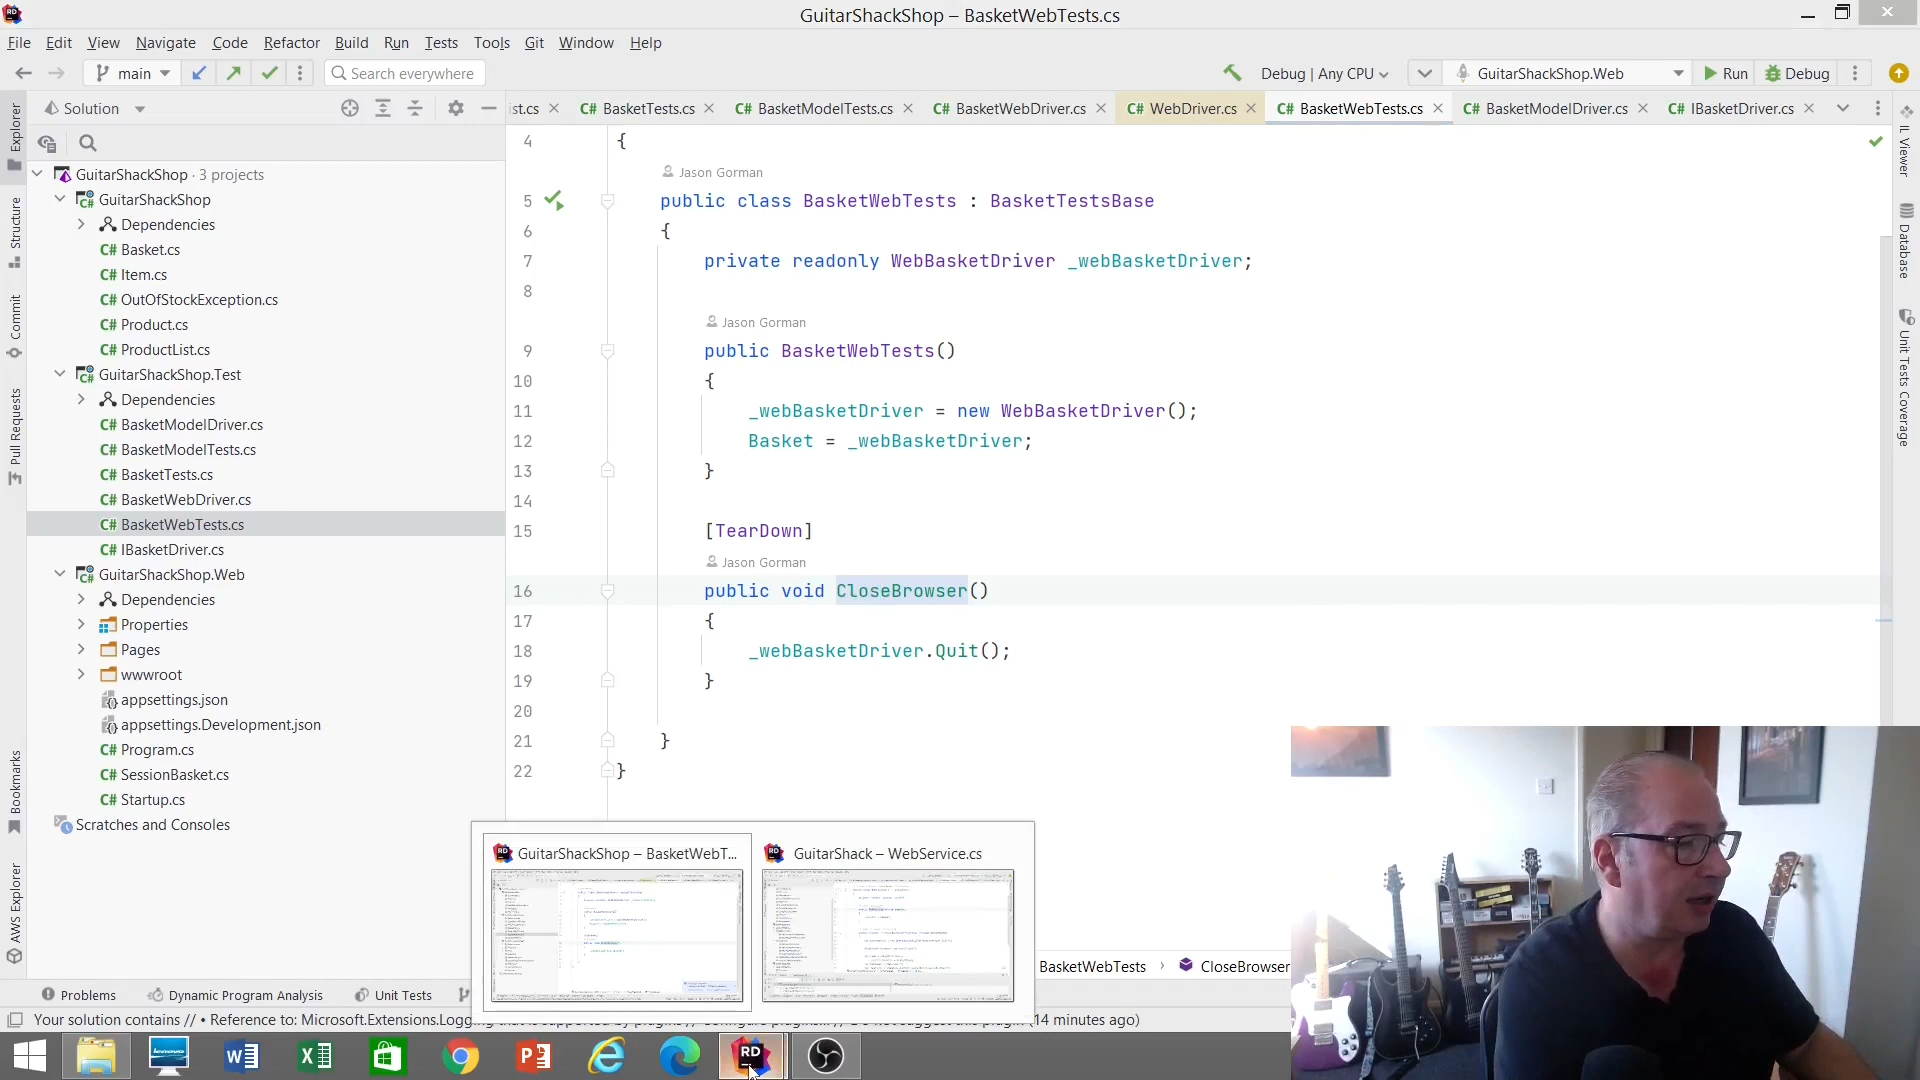 GuitarShackShop – BasketWebTests.cs
File Edit View Navigate Code Refactor Build Run Tests Tools Git Window Help
main Search everywhere Debug | Any CPU GuitarShackShop.Web Run Debug
Solution
ist.cs BasketTests.cs BasketModelTests.cs BasketWebDriver.cs WebDriver.cs BasketWebTests.cs BasketModelDriver.cs IBasketDriver.cs
Explorer
Structure
Commit
Pull Requests
Bookmarks
AWS Explorer
GuitarShackShop · 3 projects
GuitarShackShop
Dependencies
C# Basket.cs
C# Item.cs
C# OutOfStockException.cs
C# Product.cs
C# ProductList.cs
GuitarShackShop.Test
Dependencies
C# BasketModelDriver.cs
C# BasketModelTests.cs
C# BasketTests.cs
C# BasketWebDriver.cs
C# BasketWebTests.cs
C# IBasketDriver.cs
GuitarShackShop.Web
Dependencies
Properties
Pages
wwwroot
appsettings.json
appsettings.Development.json
C# Program.cs
C# SessionBasket.cs
C# Startup.cs
Scratches and Consoles
4 {
Jason Gorman
5 public class BasketWebTests : BasketTestsBase
6 {
7 private readonly WebBasketDriver _webBasketDriver;
8
Jason Gorman
9 public BasketWebTests()
10 {
11 _webBasketDriver = new WebBasketDriver();
12 Basket = _webBasketDriver;
13 }
14
15 [TearDown]
Jason Gorman
16 public void CloseBrowser()
17 {
18 _webBasketDriver.Quit();
19 }
20
21 }
22 }
IL Viewer
Database
Unit Tests Coverage
GuitarShackShop – BasketWebT...
GuitarShack – WebService.cs
BasketWebTests › CloseBrowser
Problems Dynamic Program Analysis Unit Tests
Your solution contains // • Reference to: Microsoft.Extensions.Logg
(14 minutes ago)